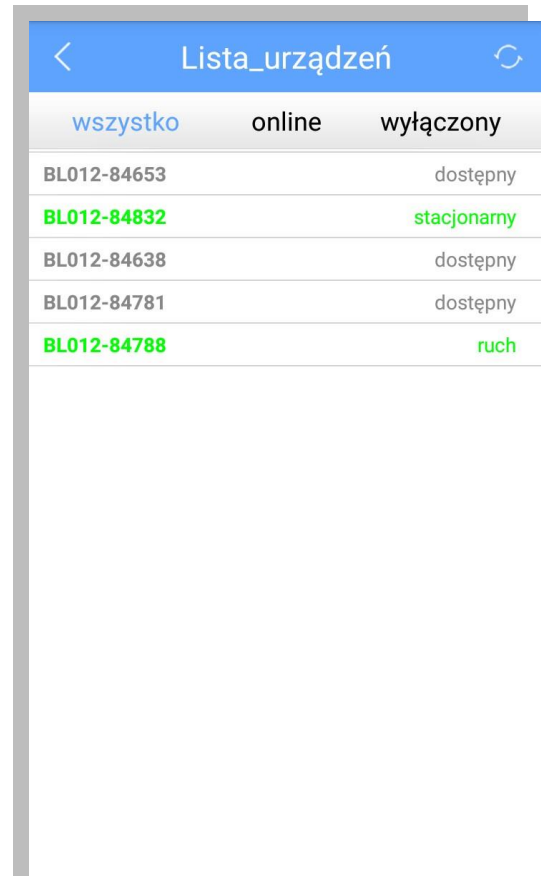 Lista_urządzeń
wszystko online wyłączony
BL012-84653 dostępny
BL012-84832 stacjonarny
BL012-84638 dostępny
BL012-84781 dostępny
BL012-84788 ruch